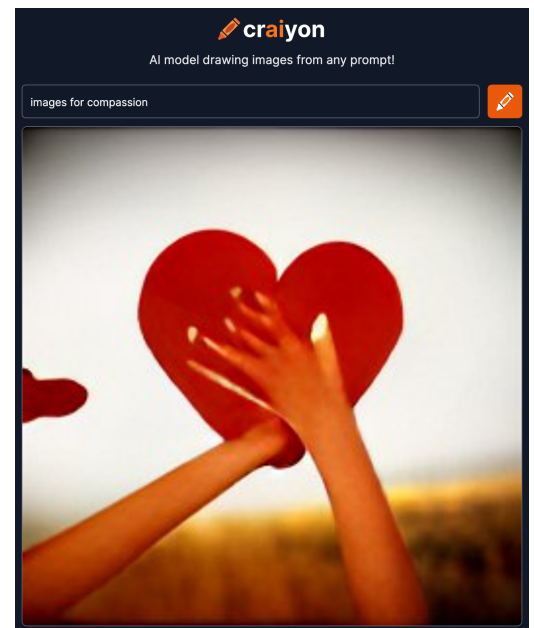 craiyon
AI model drawing images from any prompt!
images for compassion